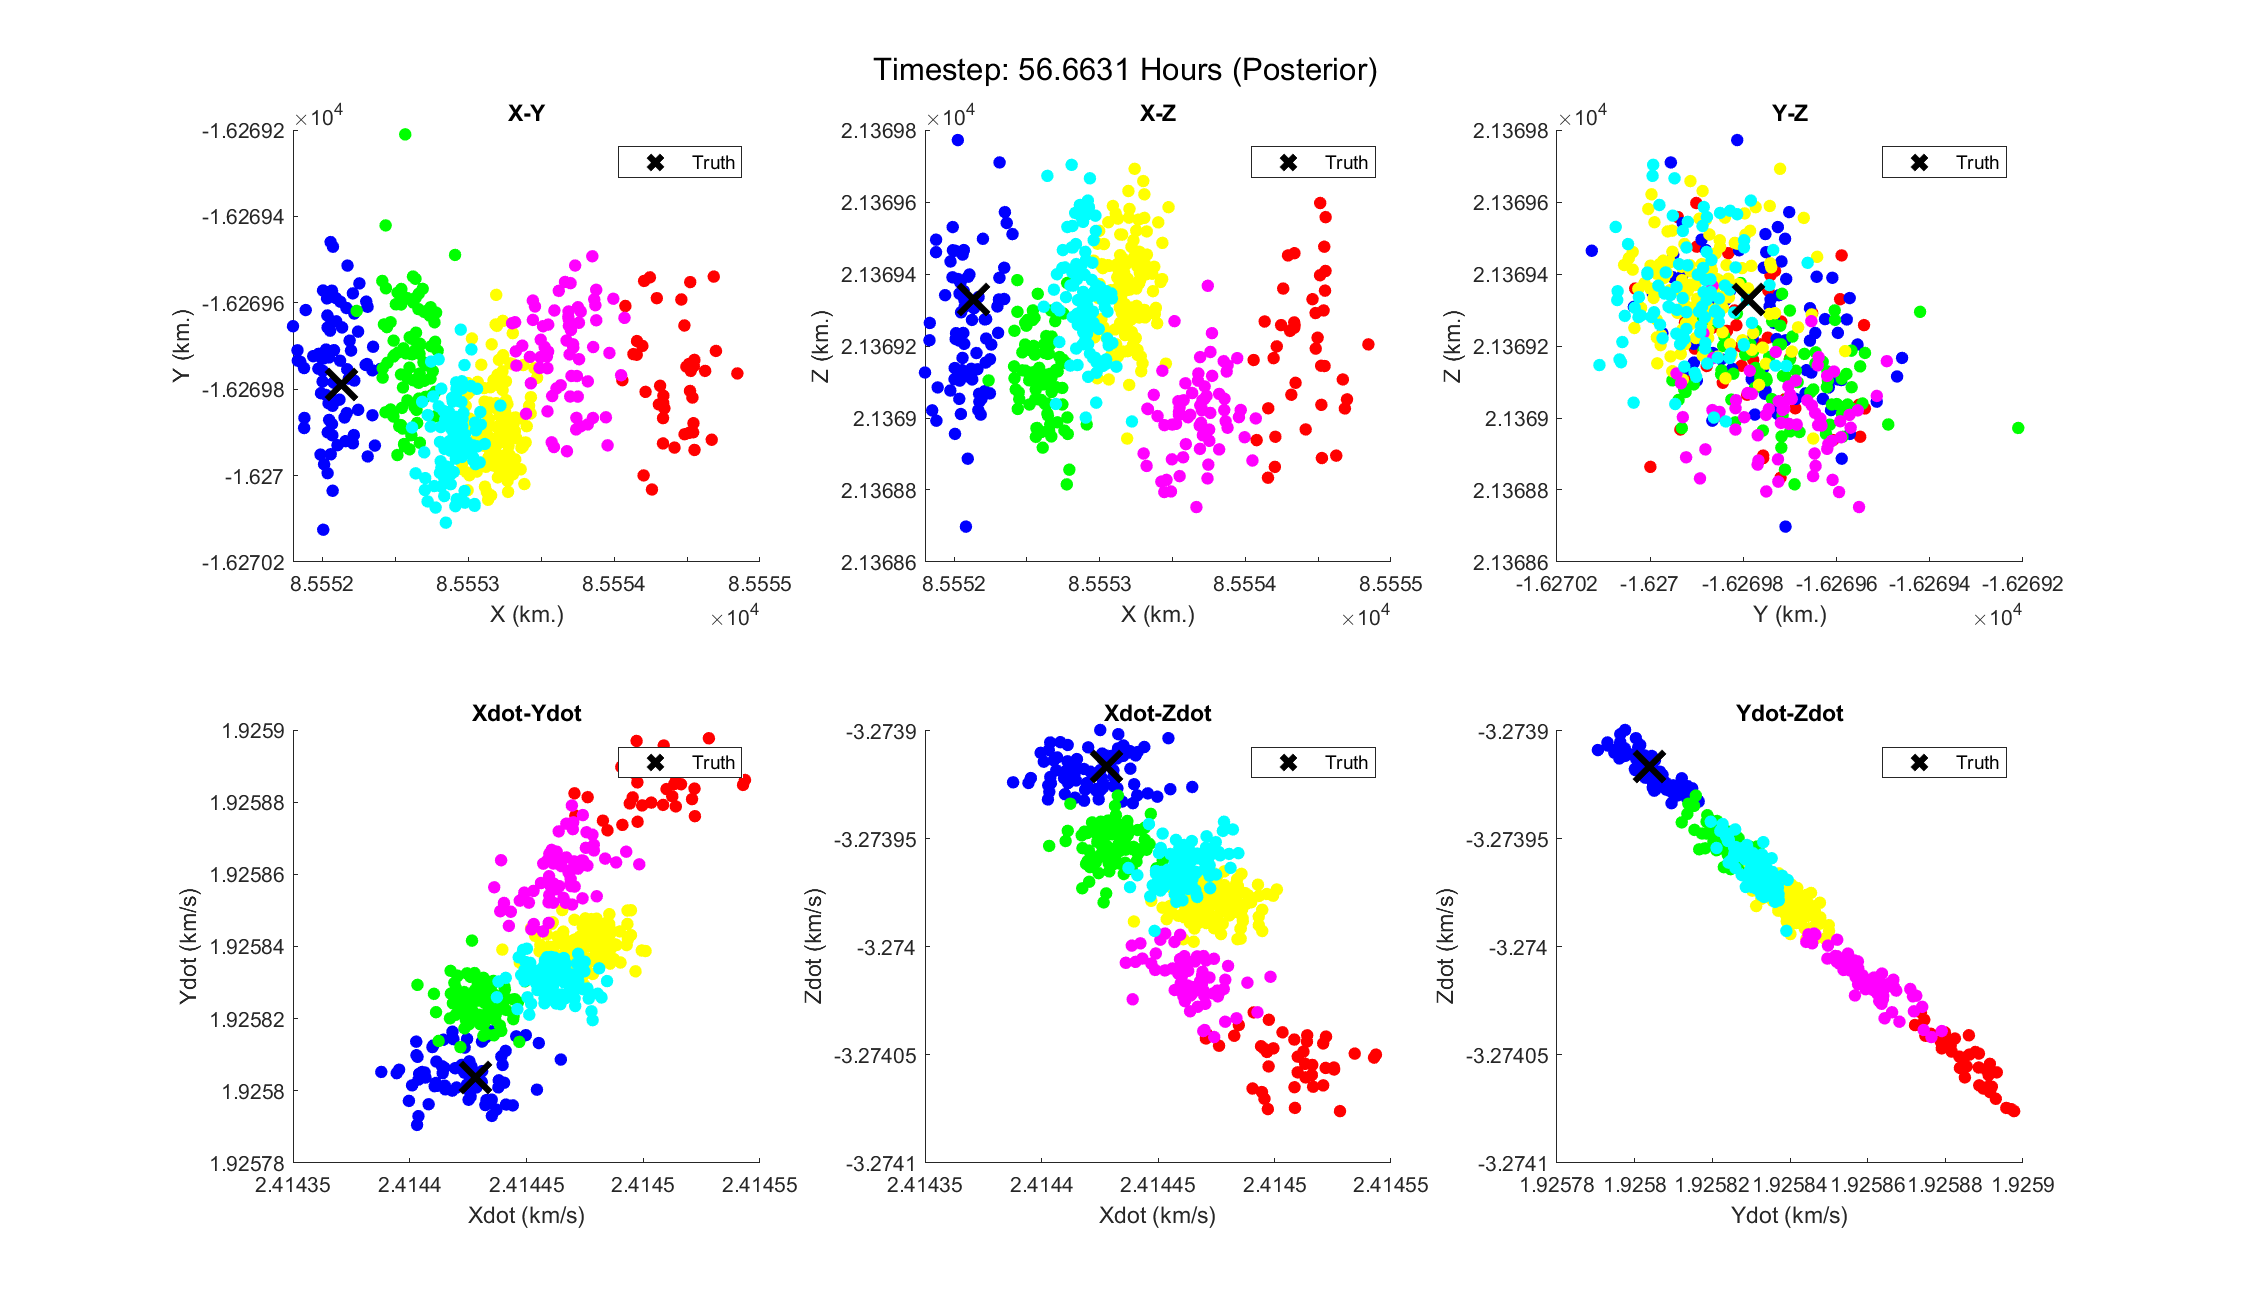 Timestep: 56.6631 Hours (Posterior)
X-Y
×10^4
-1.62692
-1.62694
-1.62696
-1.62698
-1.627
-1.62702
Y (km.)
Truth
8.5552 8.5553 8.5554 8.5555
X (km.)
×10^4
X-Z
×10^4
2.13698
2.13696
2.13694
2.13692
2.1369
2.13688
2.13686
Z (km.)
Truth
8.5552 8.5553 8.5554 8.5555
X (km.)
×10^4
Y-Z
×10^4
2.13698
2.13696
2.13694
2.13692
2.1369
2.13688
2.13686
Z (km.)
Truth
-1.62702 -1.627 -1.62698 -1.62696 -1.62694 -1.62692
Y (km.)
×10^4
Xdot-Ydot
1.9259
1.92588
1.92586
1.92584
1.92582
1.9258
1.92578
Ydot (km/s)
Truth
2.41435 2.4144 2.41445 2.4145 2.41455
Xdot (km/s)
Xdot-Zdot
-3.2739
-3.27395
-3.274
-3.27405
-3.2741
Zdot (km/s)
Truth
2.41435 2.4144 2.41445 2.4145 2.41455
Xdot (km/s)
Ydot-Zdot
-3.2739
-3.27395
-3.274
-3.27405
-3.2741
Zdot (km/s)
Truth
1.92578 1.9258 1.92582 1.92584 1.92586 1.92588 1.9259
Ydot (km/s)